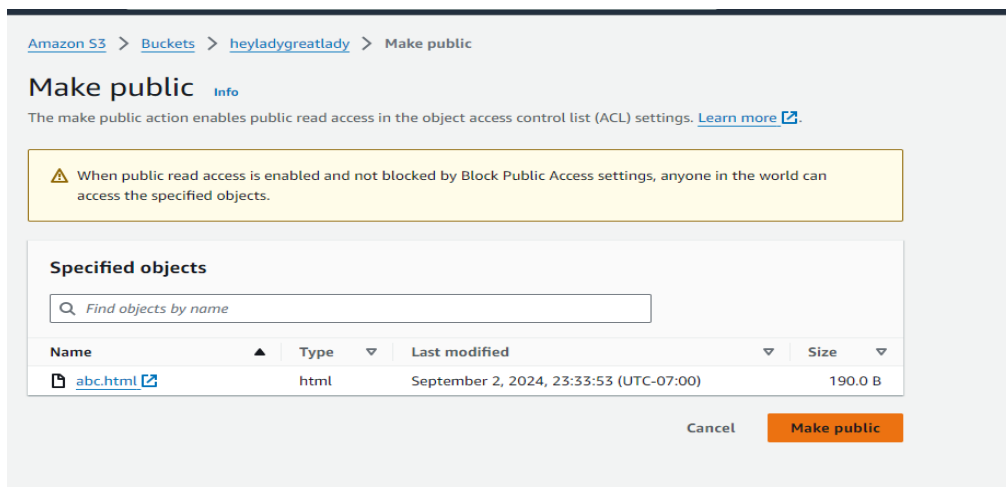 Amazon S3 > Buckets > heyladygreatlady > Make public
Make public Info
The make public action enables public read access in the object access control list (ACL) settings. Learn more.
When public read access is enabled and not blocked by Block Public Access settings, anyone in the world can
access the specified objects.
Specified objects
Find objects by name
Name Type Last modified Size
abc.html html September 2, 2024, 23:33:53 (UTC-07:00) 190.0 B
Cancel Make public